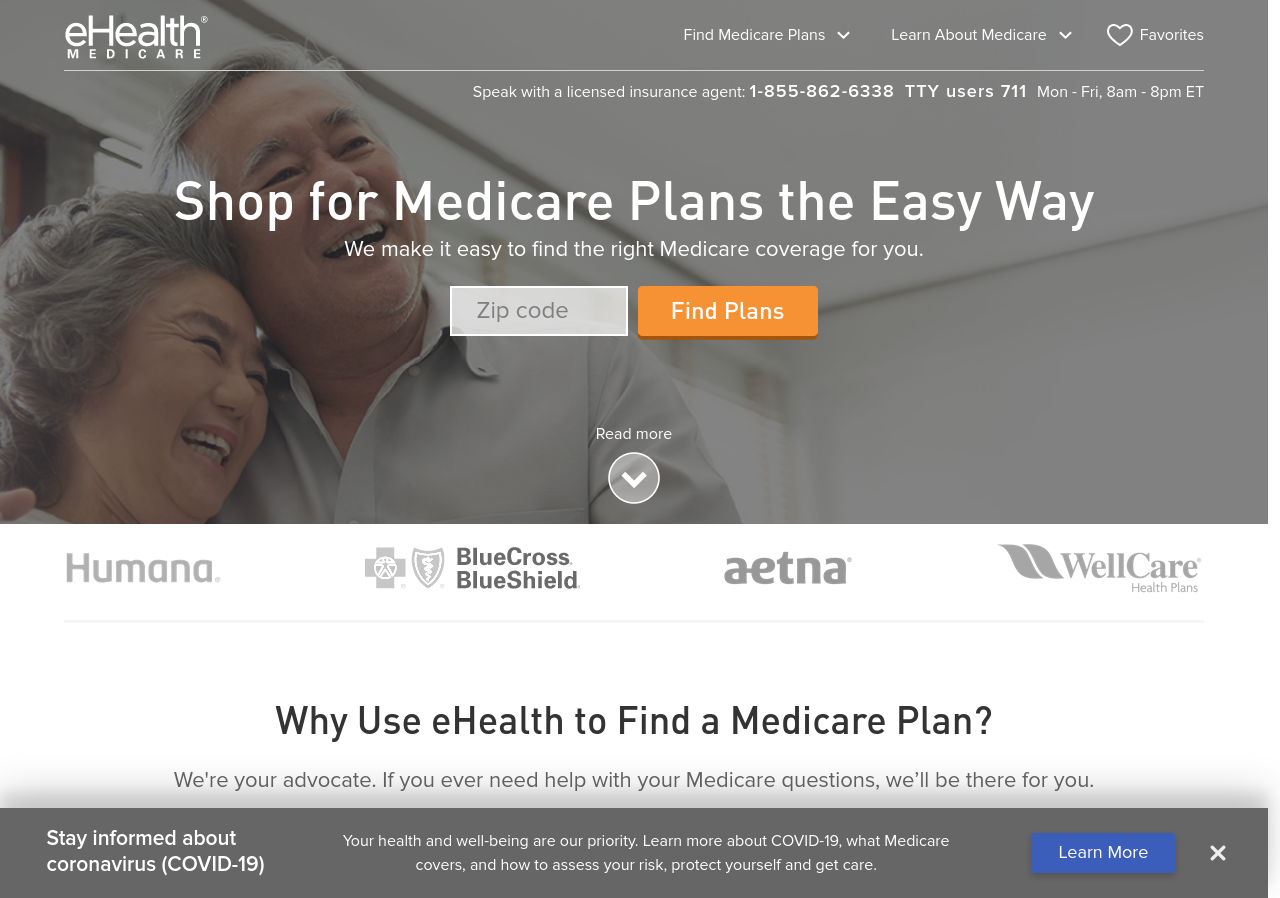 eHealth®
MEDICARE
Find Medicare Plans
Learn About Medicare
Favorites
Speak with a licensed insurance agent: 1-855-862-6338 TTY users 711 Mon - Fri, 8am - 8pm ET
Shop for Medicare Plans the Easy Way
We make it easy to find the right Medicare coverage for you.
Zip code
Find Plans
Read more
Humana®
BlueCross®
BlueShield®
aetna®
WellCare®
Health Plans
Why Use eHealth to Find a Medicare Plan?
We're your advocate. If you ever need help with your Medicare questions, we’ll be there for you.
Stay informed about
coronavirus (COVID-19)
Your health and well-being are our priority. Learn more about COVID-19, what Medicare
covers, and how to assess your risk, protect yourself and get care.
Learn More